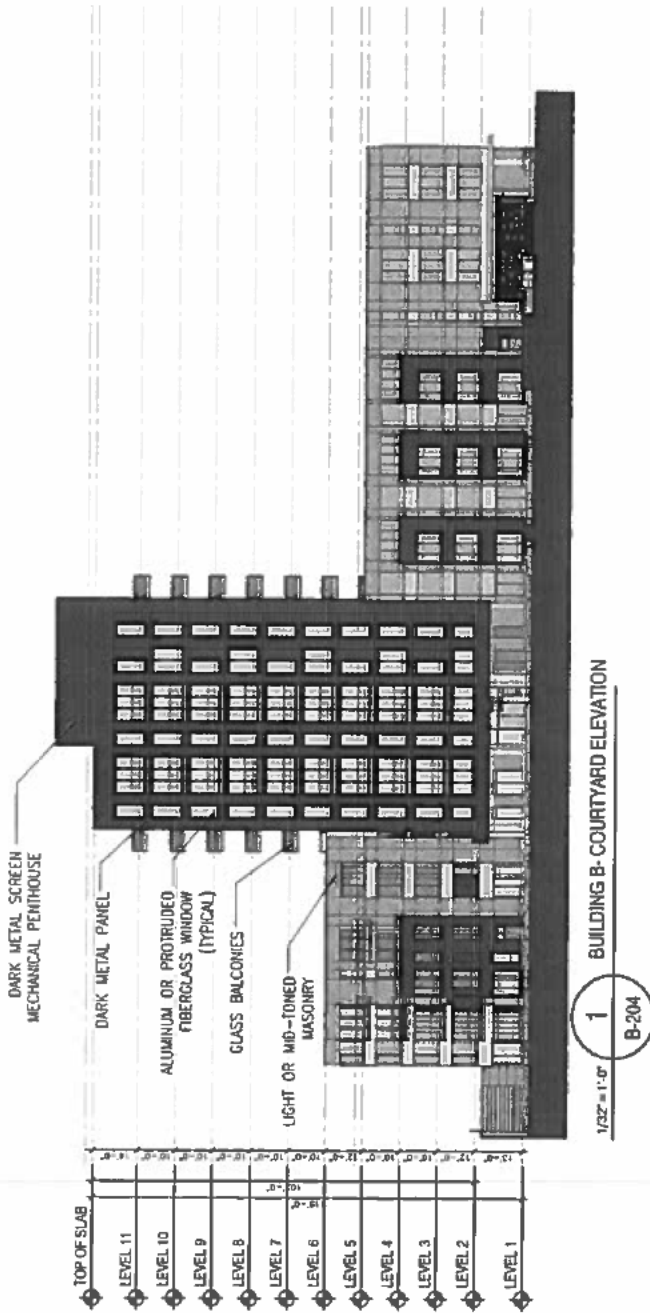 DARK METAL SCREEN
MECHANICAL PENTHOUSE
DARK METAL PANEL
ALUMINUM OR PROTRUDED
FIBERGLASS WINDOW
(TYPICAL)
GLASS BALCONIES
LIGHT OR MID-TONED
MASONRY
TOP OF SLAB
LEVEL 11
LEVEL 10
LEVEL 9
LEVEL 8
LEVEL 7
LEVEL 6
LEVEL 5
LEVEL 4
LEVEL 3
LEVEL 2
LEVEL 1
1
B-204
BUILDING B- COURTYARD ELEVATION
1/32" = 1'-0"